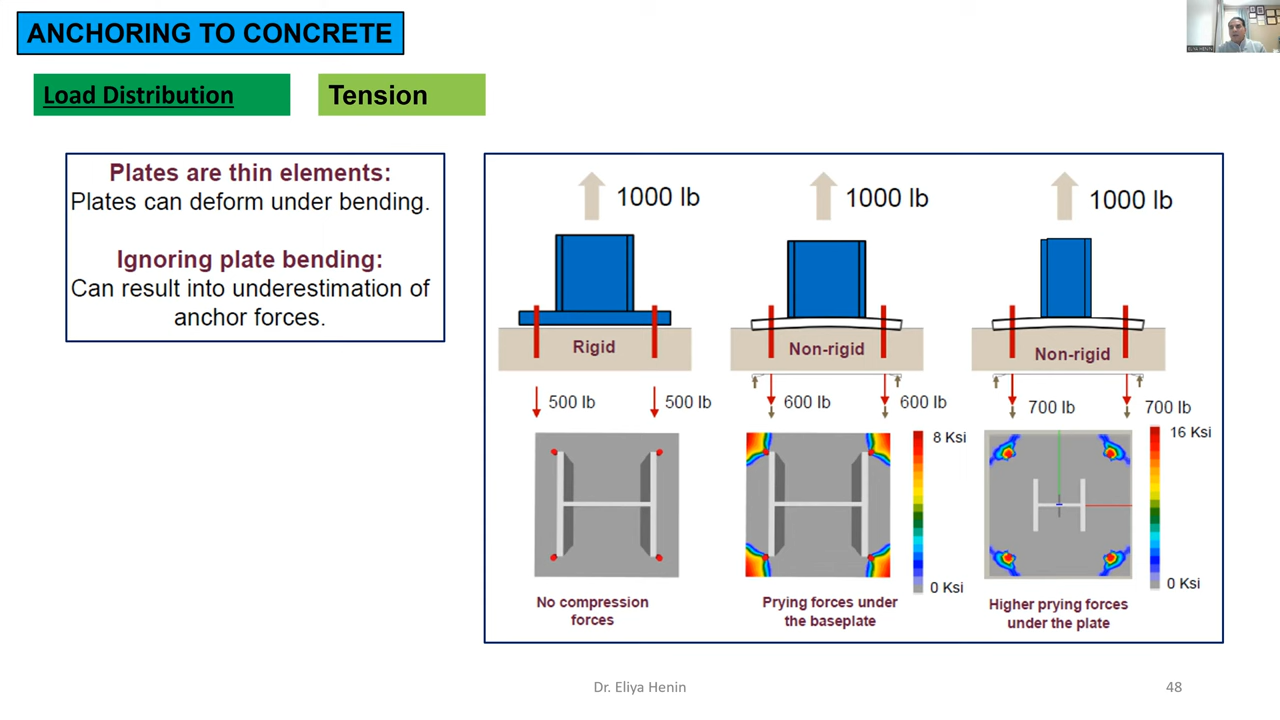 ANCHORING TO CONCRETE
ELIYA HENIN
Load Distribution
Tension
Plates are thin elements:
Plates can deform under bending.
Ignoring plate bending:
Can result into underestimation of
anchor forces.
1000 lb
1000 lb
1000 lb
Rigid
Non-rigid
Non-rigid
500 lb
500 lb
600 lb
600 lb
700 lb
700 lb
8 Ksi
0 Ksi
16 Ksi
0 Ksi
No compression
forces
Prying forces under
the baseplate
Higher prying forces
under the plate
Dr. Eliya Henin
48